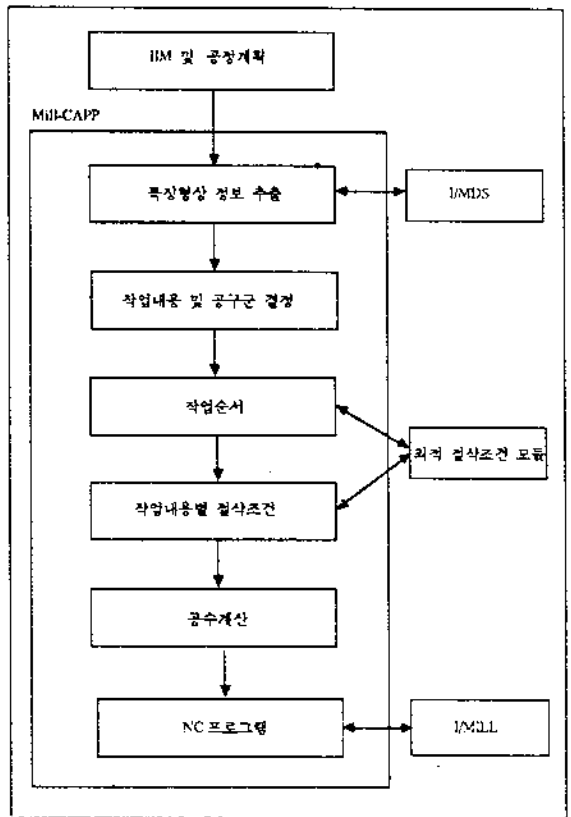 BM 및 공정계획
Mill-CAPP
특징형상 정보 추출
I/MDS
작업내용 및 공구군 결정
작업순서
최적 절삭조건 모듈
작업내용별 절삭조건
공수계산
NC 프로그램
I/MILL